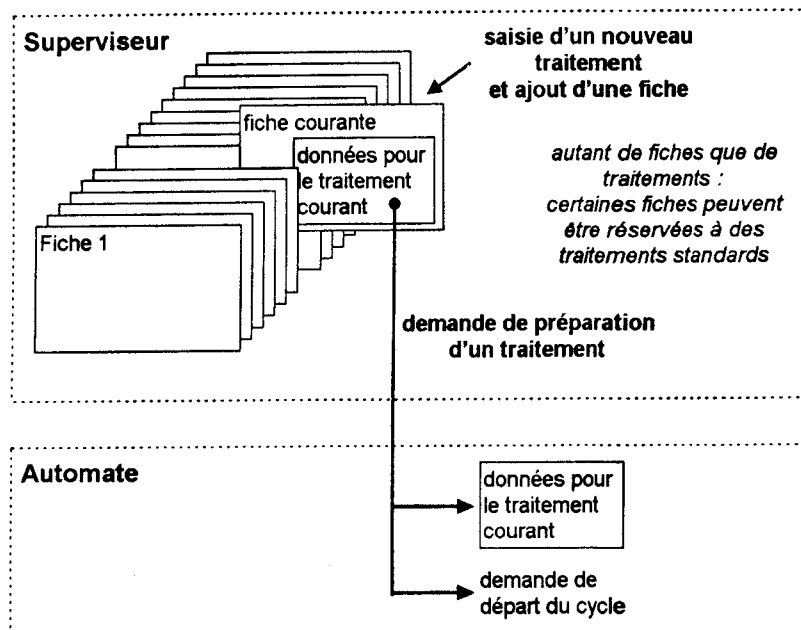 Superviseur
saisie d'un nouveau
traitement
et ajout d'une fiche
fiche courante
données pour
le traitement
courant
autant de fiches que de
traitements :
certaines fiches peuvent
être réservées à des
traitements standards
Fiche 1
demande de préparation
d'un traitement
Automate
données pour
le traitement
courant
demande de
départ du cycle